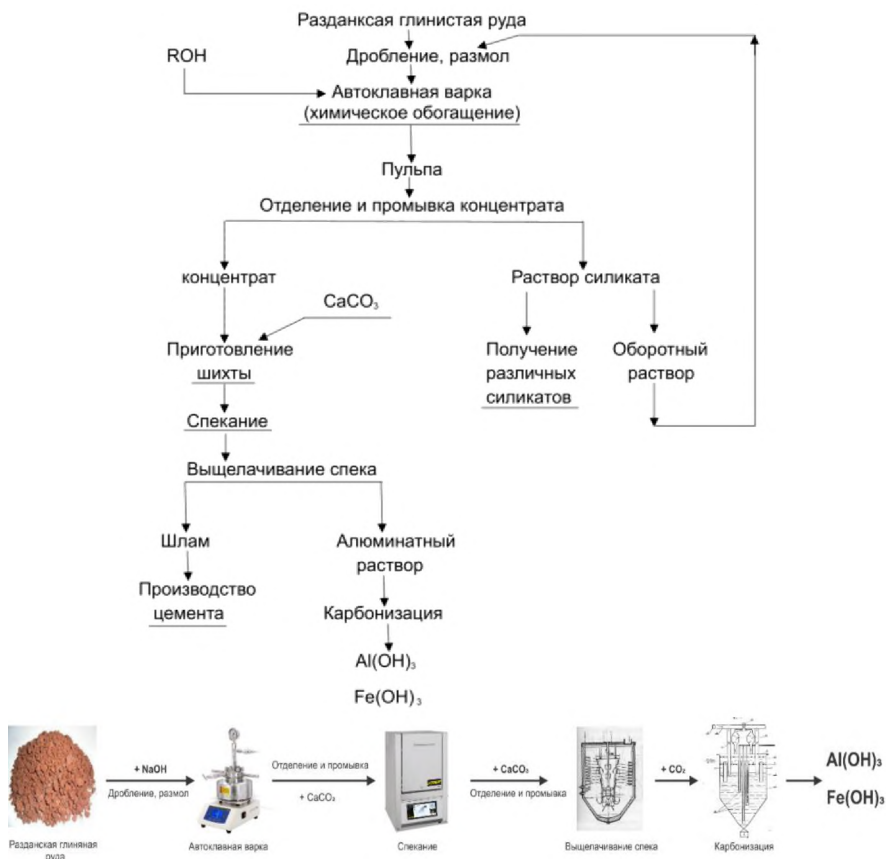 Разданксая глинистая руда
ROH
Дробление, размол
Автоклавная варка
(химическое обогащение)
Пульпа
Отделение и промывка концентрата
концентрат
Раствор силиката
CaCO₃
Приготовление
шихты
Получение
различных
силикатов
Оборотный
раствор
Спекание
Выщелачивание спека
Шлам
Алюминатный
раствор
Производство
цемента
Карбонизация
Al(OH)₃
Fe(OH)₃
+ NaOH
Дробление, размол
Отделение и промывка
+ CaCO₃
+ CaCO₃
Отделение и промывка
+ CO₂
Al(OH)₃
Fe(OH)₃
Разданская глиняная
руда
Автоклавная варка
Спекание
Выщелачивание спека
Карбонизация